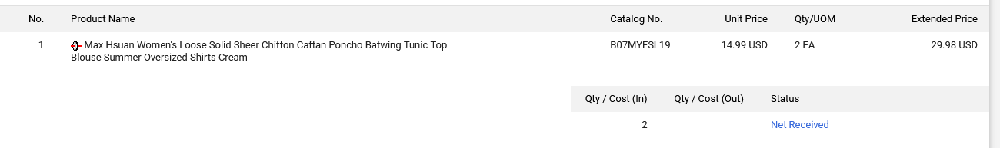 No. Product Name Catalog No. Unit Price Qty/UOM Extended Price
1 Max Hsuan Women's Loose Solid Sheer Chiffon Caftan Poncho Batwing Tunic Top B07MYFSL19 14.99 USD 2 EA 29.98 USD
Blouse Summer Oversized Shirts Cream
Qty / Cost (In) Qty / Cost (Out) Status
2 Net Received